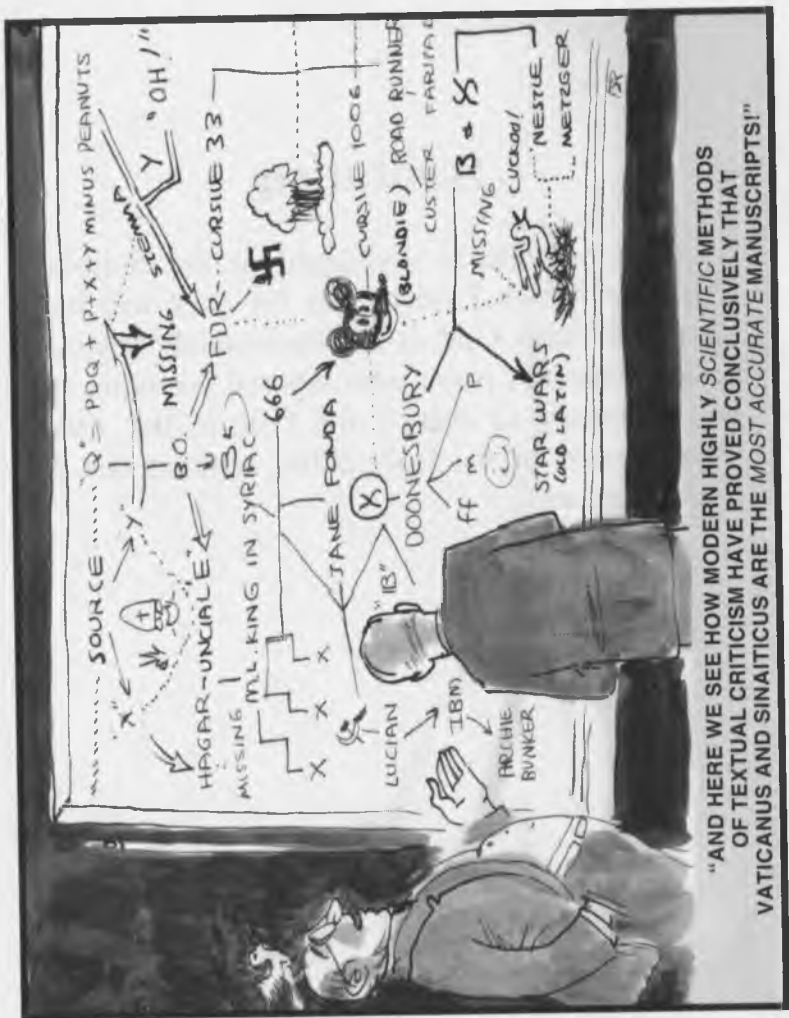 SOURCE ..... "Q" = PDQ + P+X+Y MINUS PEANUTS
"X"
"Y"
STEMMA
Y "OH!"
MISSING
HAGAR-UNCIALE
B.O.
FDR--CURSIVE 33
MISSING
M.L. KING IN SYRIAC
666
X X X
JANE FONDA
CURSIVE 1006
LUCIAN
"IB"
X
(BLONDIE) ROAD RUNNER
DOONESBURY
CUSTER
IBM
ff m P
B & א
ARCHIE
BUNKER
MISSING
STAR WARS
(OLD LATIN)
CUCKOO!
NESTLE
METZGER
"AND HERE WE SEE HOW MODERN HIGHLY SCIENTIFIC METHODS
OF TEXTUAL CRITICISM HAVE PROVED CONCLUSIVELY THAT
VATICANUS AND SINAITICUS ARE THE MOST ACCURATE MANUSCRIPTS!"